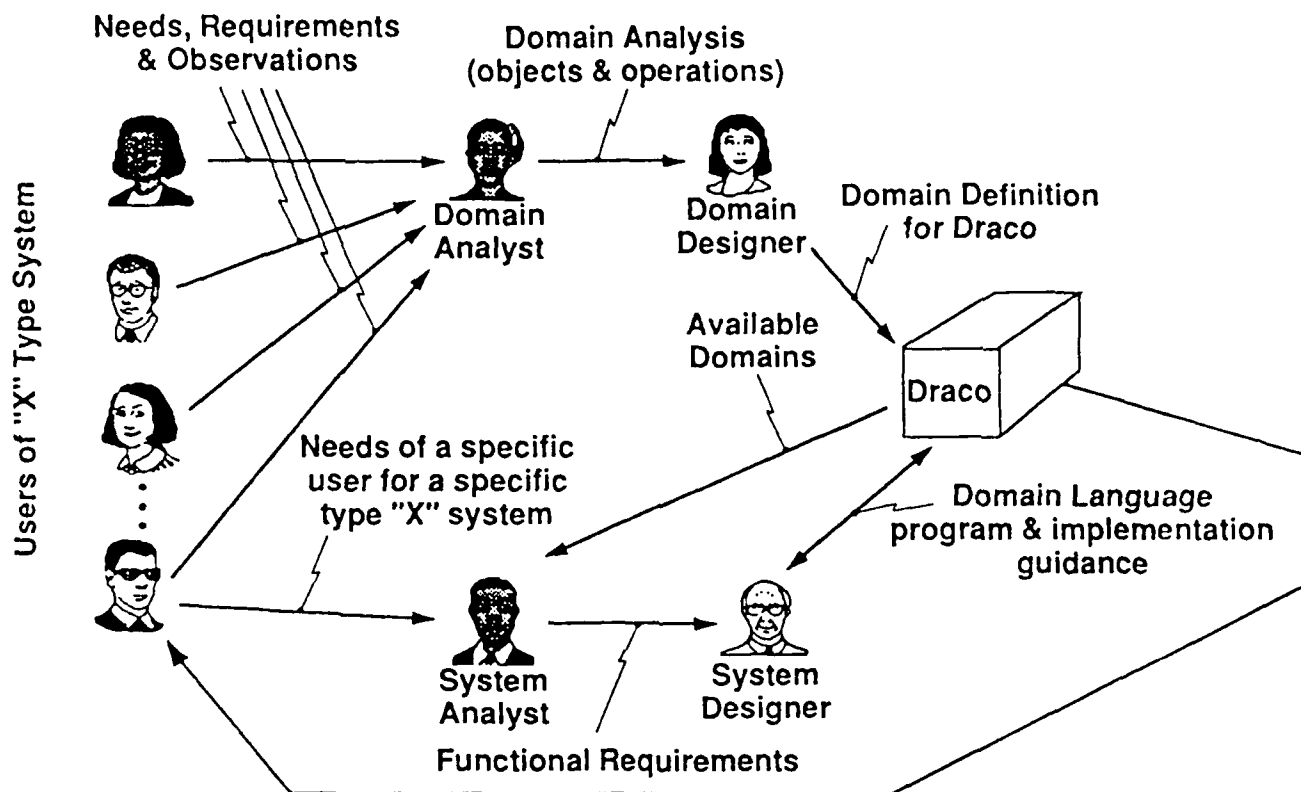 Needs, Requirements
& Observations
Domain Analysis
(objects & operations)
Users of "X" Type System
Domain
Analyst
Domain
Designer
Domain Definition
for Draco
Available
Domains
Draco
Needs of a specific
user for a specific
type "X" system
Domain Language
program & implementation
guidance
System
Analyst
System
Designer
Functional Requirements